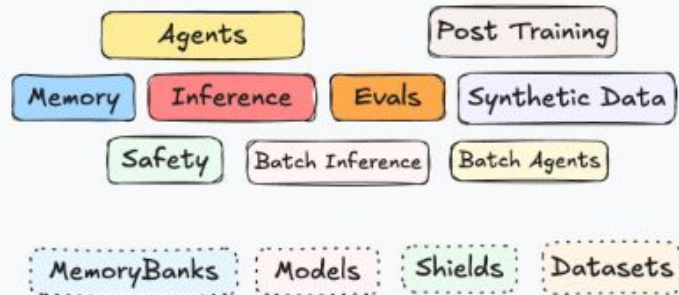 Agents Post Training
Memory Inference Evals Synthetic Data
Safety Batch Inference Batch Agents
MemoryBanks Models Shields Datasets